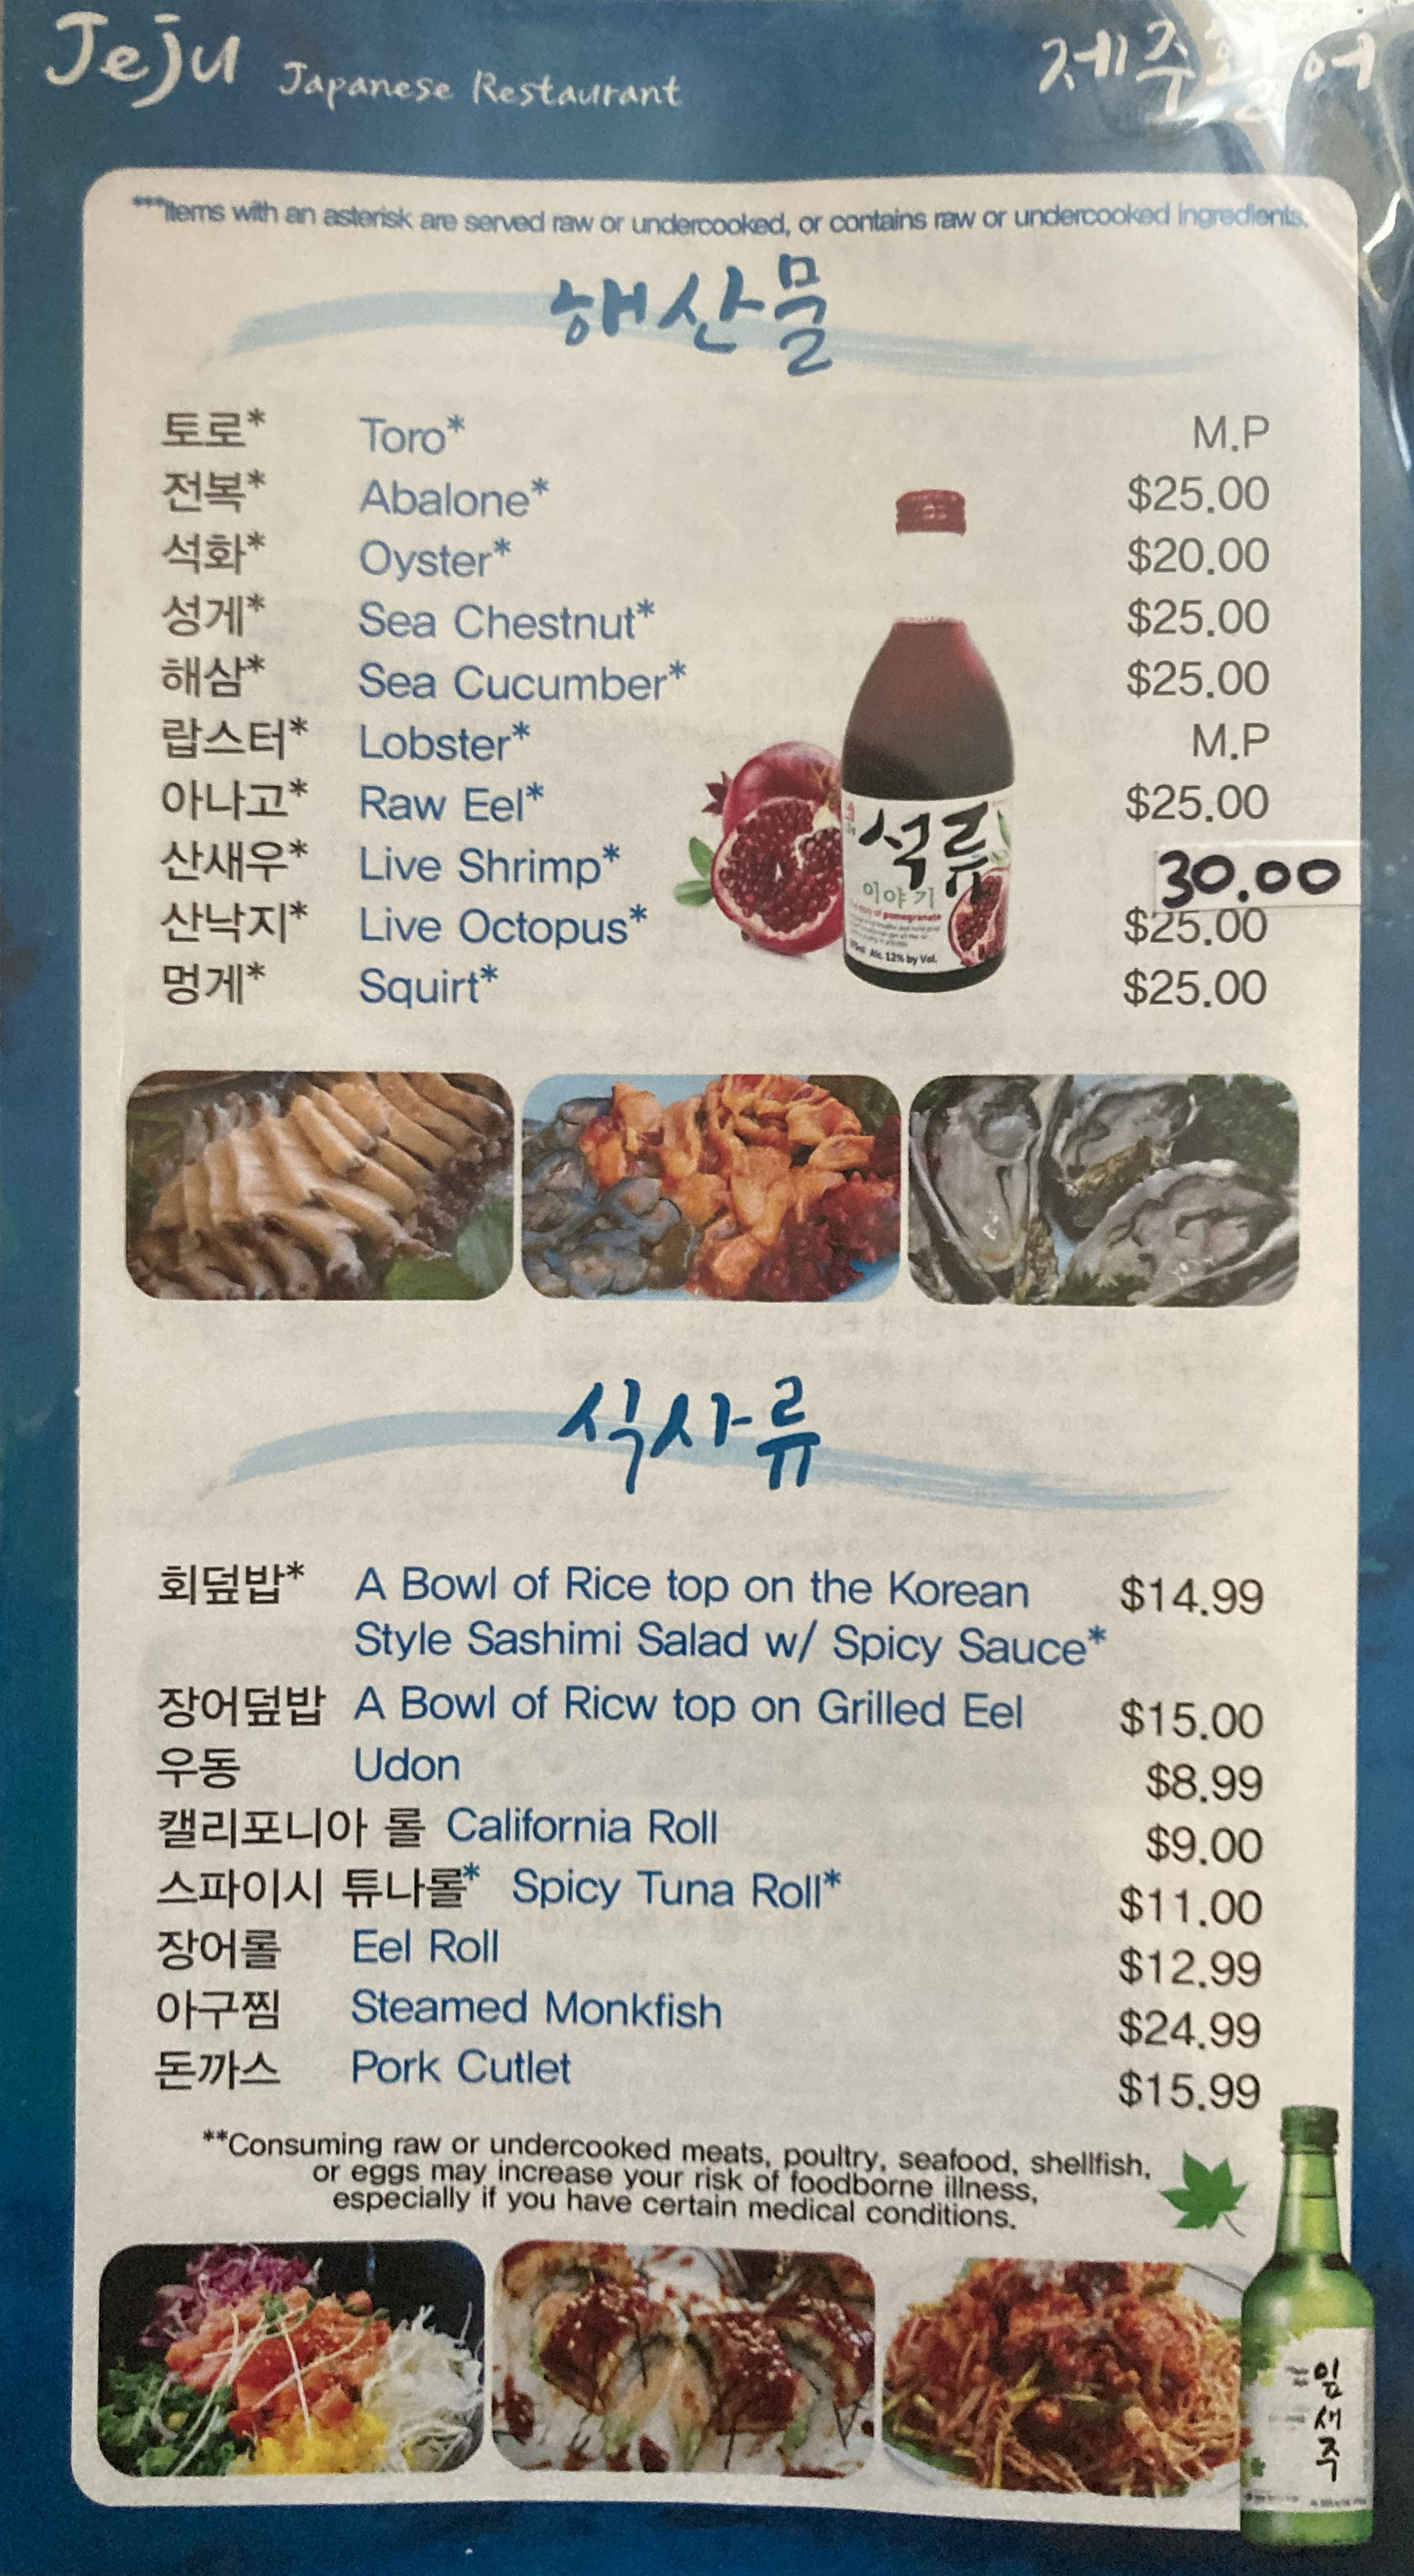 Jeju Japanese Restaurant 제주활어
***Items with an asterisk are served raw or undercooked, or contains raw or undercooked ingredients.
해산물
토로* Toro* M.P
전복* Abalone* $25.00
석화* Oyster* $20.00
성게* Sea Chestnut* $25.00
해삼* Sea Cucumber* $25.00
랍스터* Lobster* M.P
아나고* Raw Eel* $25.00
산새우* Live Shrimp* 30.00
산낙지* Live Octopus* $25.00
멍게* Squirt* $25.00
석류
이야기
of pomegranate
Alc. 12% by Vol.
식사류
회덮밥* A Bowl of Rice top on the Korean $14.99
Style Sashimi Salad w/ Spicy Sauce*
장어덮밥 A Bowl of Ricw top on Grilled Eel $15.00
우동 Udon $8.99
캘리포니아 롤 California Roll $9.00
스파이시 튜나롤* Spicy Tuna Roll* $11.00
장어롤 Eel Roll $12.99
아구찜 Steamed Monkfish $24.99
돈까스 Pork Cutlet $15.99
**Consuming raw or undercooked meats, poultry, seafood, shellfish,
or eggs may increase your risk of foodborne illness,
especially if you have certain medical conditions.
잎새주